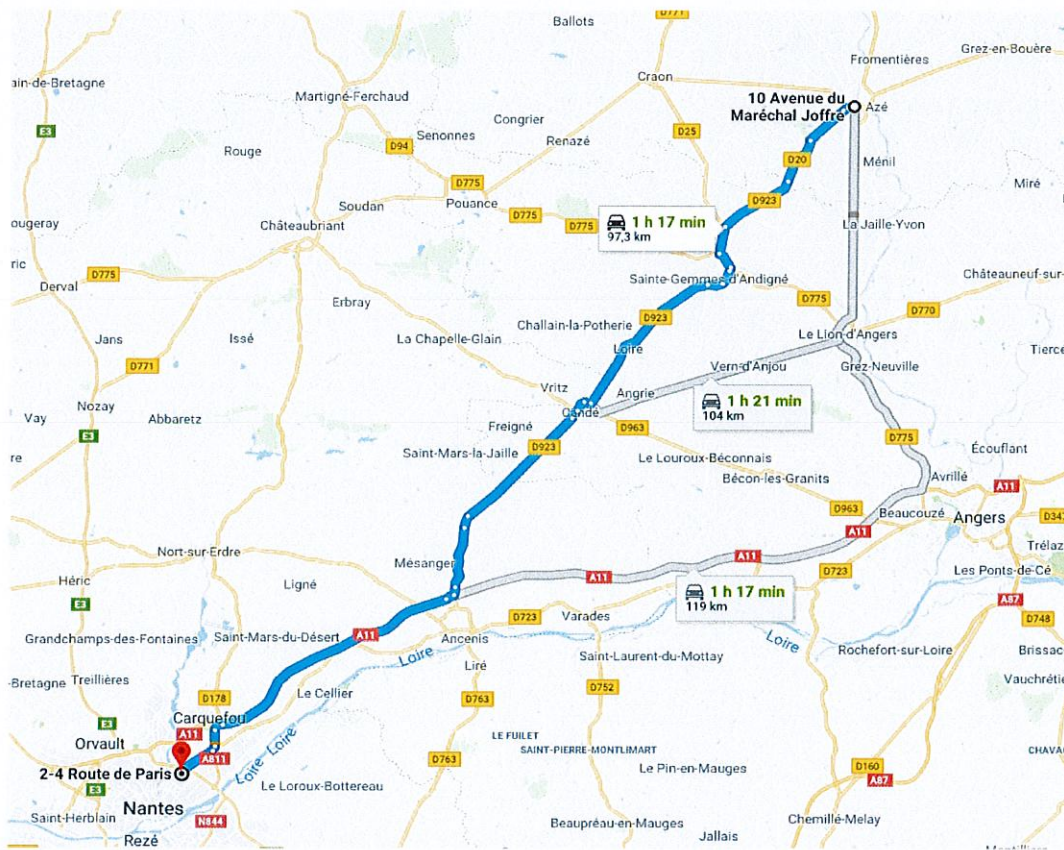 D771
Ballots
Grez-en-Bouère
Fromentières
Craon
ain-de-Bretagne
Martigné-Ferchaud
10 Avenue du
Maréchal Joffre
Azé
E3
Congrier
Senonnes
D25
Renazé
D94
Rouge
D20
Ménil
D775
Miré
Soudan
Pouance
D923
D775
D775
1 h 17 min
97,3 km
ougeray
Châteaubriant
La Jaille-Yvon
ric
D775
Derval
Sainte-Gemmes-d'Andigné
Châteauneuf-sur-
D775
Erbray
D923
Challain-la-Potherie
D770
Le Lion-d'Angers
Jans
Issé
La Chapelle-Glain
Loire
Tierce
D771
Vern-d'Anjou
Grez-Neuville
Vritz
Angrie
1 h 21 min
104 km
Nozay
Vay
Abbaretz
Candé
Freigné
D963
E3
D923
D775
Saint-Mars-la-Jaille
Écouflant
re
Le Louroux-Béconnais
Bécon-les-Granits
Avrillé
A11
D963
Beaucouzé
Angers
D347
A11
Nort-sur-Erdre
Mésanger
A11
Trélaz
Héric
Ligné
A11
D723
Les Ponts-de-Cé
1 h 17 min
119 km
A87
E3
D723
Varades
D748
Grandchamps-des-Fontaines
Saint-Mars-du-Désert
A11
Ancenis
Loire
Loire
Rochefort-sur-Loire
Brissac
Liré
Saint-Laurent-du-Mottay
-Bretagne
Treillières
Vauchrétie
Le Cellier
D178
D763
D752
Carquefou
A11
E3
Orvault
LE FUILET
SAINT-PIERRE-MONTLIMART
CHAVA
A811
Loire
Loire
D763
2-4 Route de Paris
Le Pin-en-Mauges
D160
A87
E3
Le Loroux-Bottereau
Nantes
Saint-Herblain
N844
Beaupréau-en-Mauges
Chemillé-Melay
Rezé
Jallais